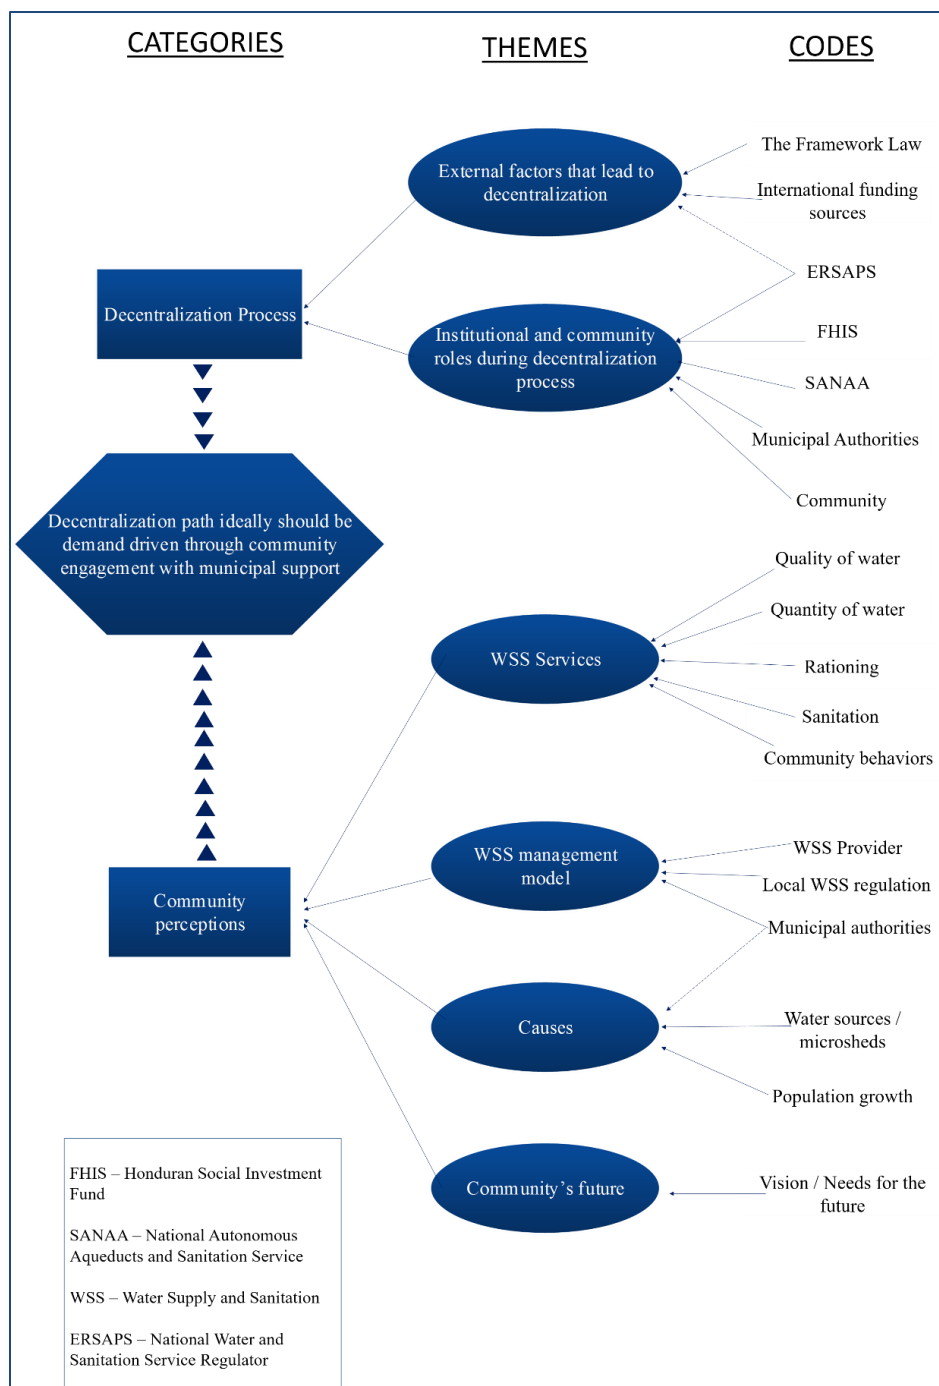 CATEGORIES
THEMES
CODES
External factors that lead to
decentralization
The Framework Law
International funding
sources
ERSAPS
Decentralization Process
Institutional and community
roles during decentralization
process
FHIS
SANAA
Municipal Authorities
Community
Decentralization path ideally should be
demand driven through community
engagement with municipal support
WSS Services
Quality of water
Quantity of water
Rationing
Sanitation
Community behaviors
Community
perceptions
WSS management
model
WSS Provider
Local WSS regulation
Municipal authorities
Causes
Water sources /
microsheds
Population growth
Community’s future
Vision / Needs for the
future
FHIS – Honduran Social Investment
Fund
SANAA – National Autonomous
Aqueducts and Sanitation Service
WSS – Water Supply and Sanitation
ERSAPS – National Water and
Sanitation Service Regulator